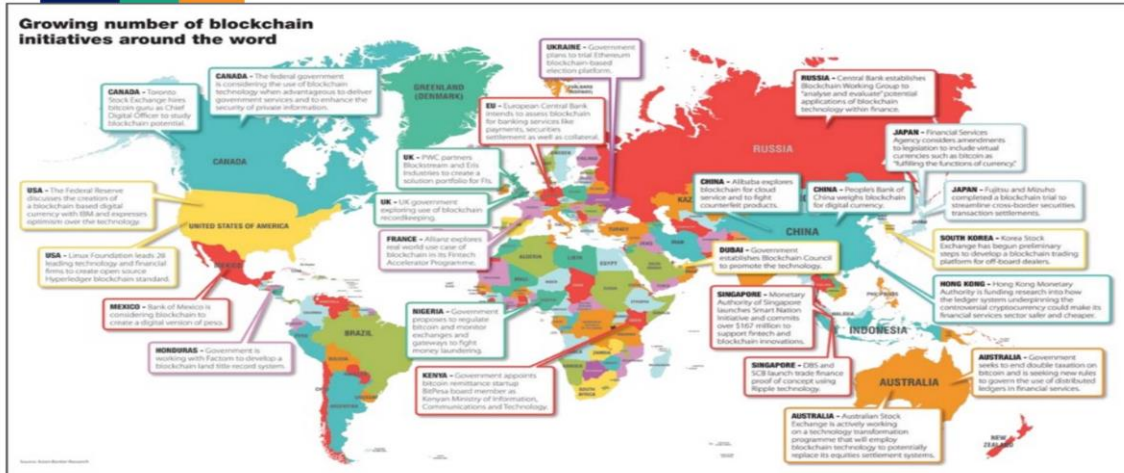 Growing number of blockchain
initiatives around the word
UKRAINE – Government
plans to trial Ethereum
blockchain-based
election platform.
CANADA – The federal government
is considering the use of blockchain
technology when advantageous to deliver
government services and to enhance the
security of private information.
CANADA – Toronto
Stock Exchange hires
bitcoin guru as Chief
Digital Officer to study
blockchain potential.
GREENLAND
(DENMARK)
EU – European Central Bank
intends to assess blockchain
for banking services like
payments, securities
settlement as well as collateral.
RUSSIA – Central Bank establishes
Blockchain Working Group to
"analyse and evaluate" potential
applications of blockchain
technology within finance.
JAPAN – Financial Services
Agency considers amendments
to legislation to include virtual
currencies such as bitcoin as
"fulfilling the functions of currency."
CANADA
RUSSIA
UK – PWC partners
Blockstream and Eris
Industries to create a
solution portfolio for FIs.
USA – The Federal Reserve
discusses the creation of
a blockchain based digital
currency with IBM and expresses
optimism over the technology.
UK – UK government
exploring use of blockchain
recordkeeping.
CHINA – Alibaba explores
blockchain for cloud
service and to fight
counterfeit products.
CHINA – People's Bank of
China weighs blockchain
for digital currency.
JAPAN – Fujitsu and Mizuho
completed a blockchain trial to
streamline cross-border securities
transaction settlements.
UNITED STATES OF AMERICA
CHINA
FRANCE – Allianz explores
real world use case of
blockchain in its Fintech
Accelerator Programme.
SOUTH KOREA – Korea Stock
Exchange has begun preliminary
steps to develop a blockchain trading
platform for off-board dealers.
USA – Linux Foundation leads 28
leading technology and financial
firms to create open source
Hyperledger blockchain standard.
DUBAI – Government
establishes Blockchain Council
to promote the technology.
ALGERIA
LIBYA
EGYPT
HONG KONG – Hong Kong Monetary
Authority is funding research into how
the ledger system underpinning the
controversial cryptocurrency could make its
financial services sector safer and cheaper.
SINGAPORE – Monetary
Authority of Singapore
launches Smart Nation
Initiative and commits
over $167 million to
support fintech and
blockchain innovations.
MEXICO – Bank of Mexico is
considering blockchain to
create a digital version of peso.
NIGERIA – Government
proposes to regulate
bitcoin and monitor
exchanges and
gateways to fight
money laundering.
INDONESIA
BRAZIL
HONDURAS – Government is
working with Factom to develop a
blockchain land title record system.
KENYA – Government appoints
bitcoin remittance startup
BitPesa board member as
Kenyan Ministry of Information,
Communications and Technology.
SINGAPORE – DBS and
SCB launch trade finance
proof of concept using
Ripple technology.
AUSTRALIA – Government
seeks to end double taxation on
bitcoin and is seeking new rules
to govern the use of distributed
ledgers in financial services.
AUSTRALIA
AUSTRALIA – Australian Stock
Exchange is actively working
on a technology transformation
programme that will employ
blockchain technology to potentially
replace its equities settlement systems.
NEW
ZEALAND